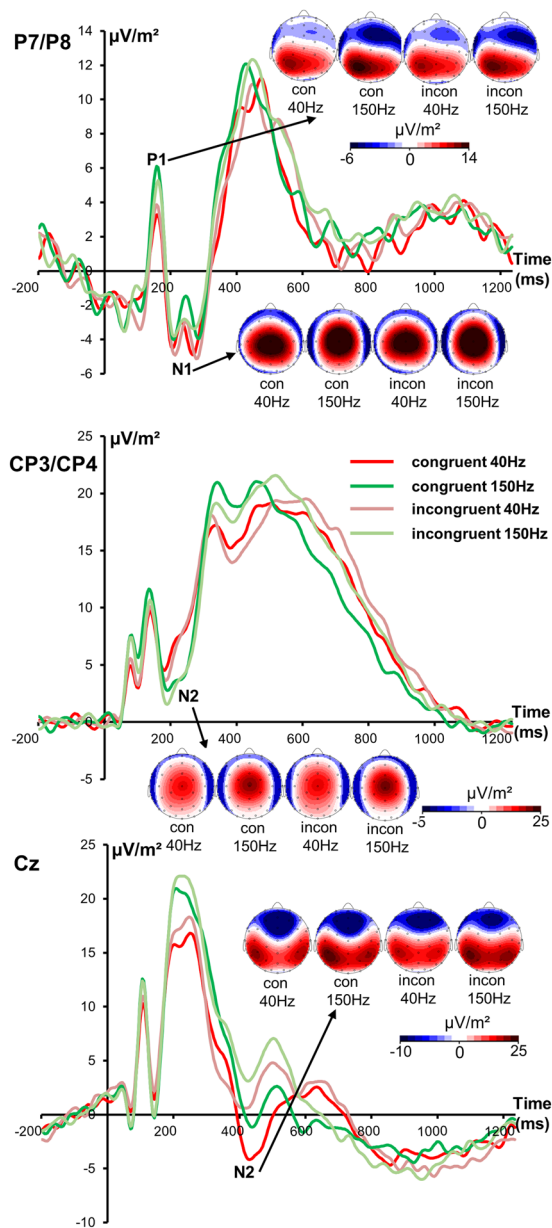 P7/P8
μV/m²
14
12
10
8
6
4
2
0
-2
-4
-6
P1
N1
-200
200
400
600
800
1000
1200
Time
(ms)
con
40Hz
con
150Hz
incon
40Hz
incon
150Hz
μV/m²
-6
0
14
con
40Hz
con
150Hz
incon
40Hz
incon
150Hz
CP3/CP4
μV/m²
25
20
15
10
5
0
-5
congruent 40Hz
congruent 150Hz
incongruent 40Hz
incongruent 150Hz
N2
-200
200
400
600
800
1000
1200
Time
(ms)
con
40Hz
con
150Hz
incon
40Hz
incon
150Hz
μV/m²
-5
0
25
Cz
μV/m²
25
20
15
10
5
0
-5
-10
con
40Hz
con
150Hz
incon
40Hz
incon
150Hz
μV/m²
-10
0
25
-200
200
400
600
800
1000
1200
Time
(ms)
N2